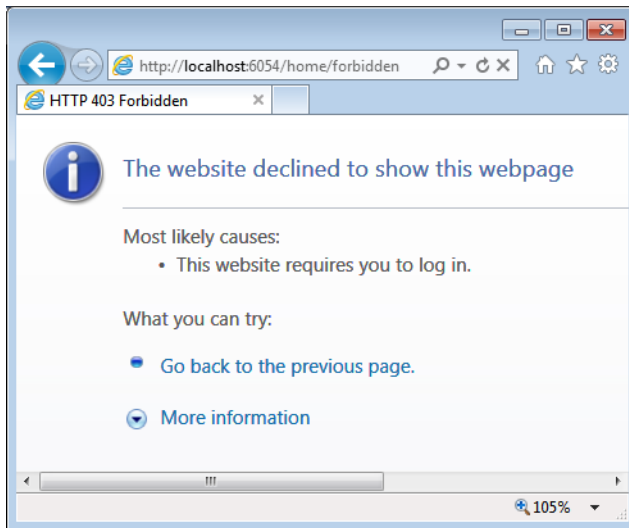 http://localhost:6054/home/forbidden
HTTP 403 Forbidden
The website declined to show this webpage
Most likely causes:
• This website requires you to log in.
What you can try:
Go back to the previous page.
More information
105%